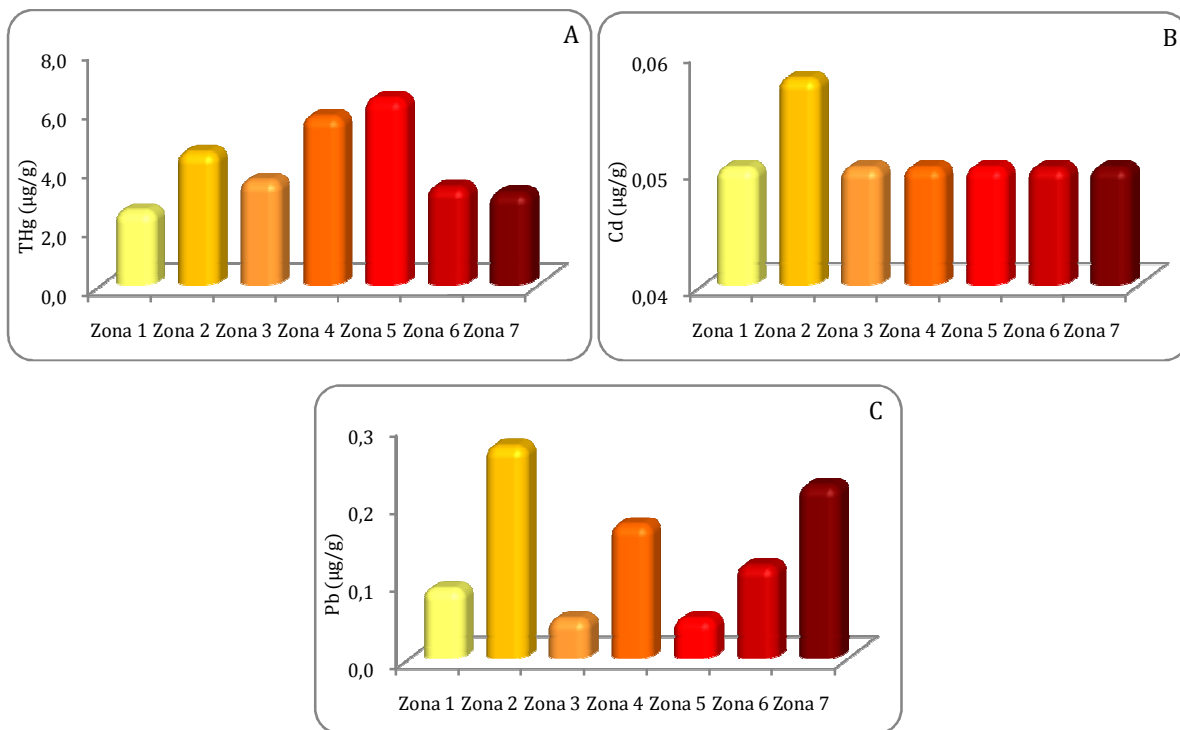 A
8,0
6,0
4,0
2,0
0,0
THg (µg/g)
Zona 1 Zona 2 Zona 3 Zona 4 Zona 5 Zona 6 Zona 7
B
0,06
0,05
0,04
Cd (µg/g)
Zona 1 Zona 2 Zona 3 Zona 4 Zona 5 Zona 6 Zona 7
C
0,3
0,2
0,1
0,0
Pb (µg/g)
Zona 1 Zona 2 Zona 3 Zona 4 Zona 5 Zona 6 Zona 7